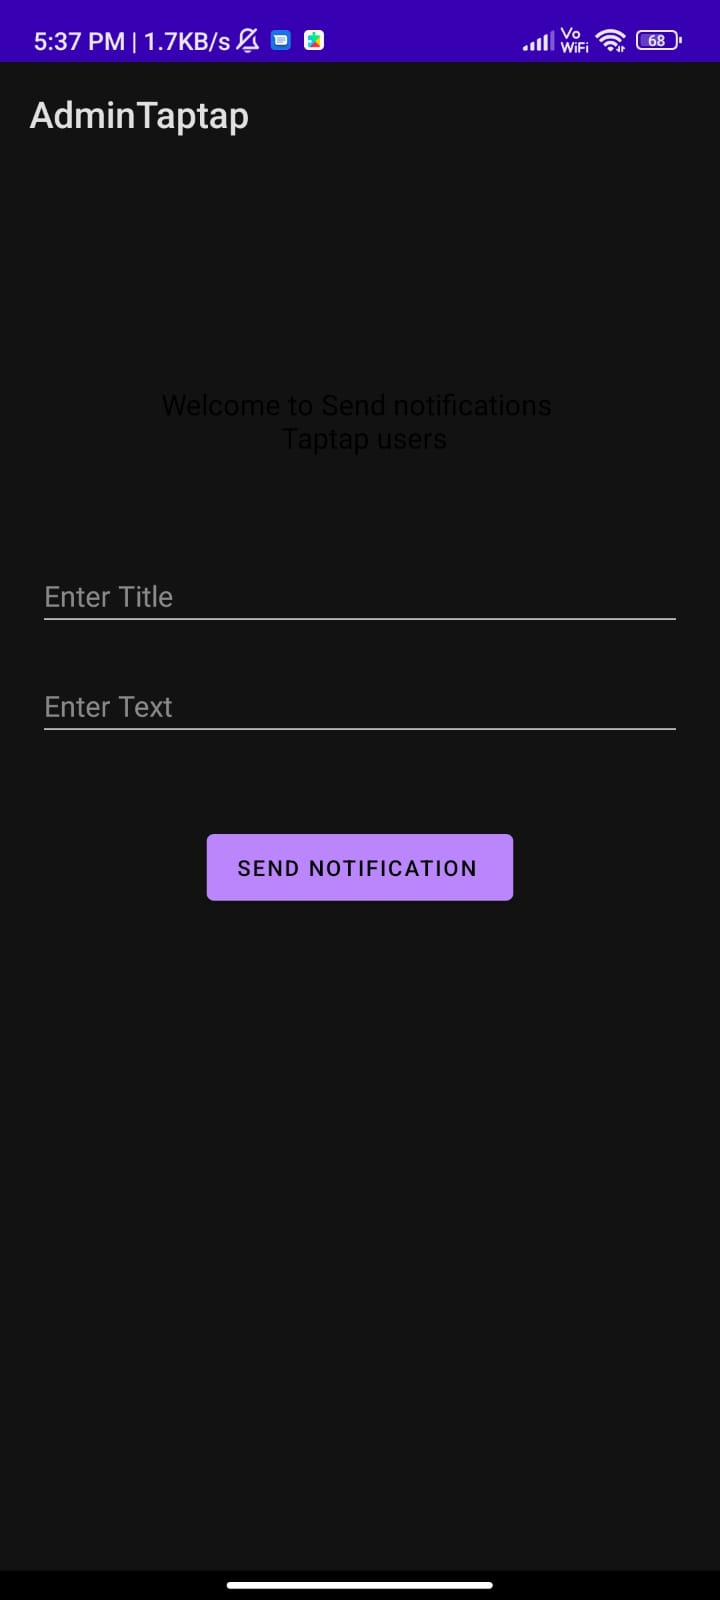 5:37 PM | 1.7KB/s Vo WiFi 68
AdminTaptap
Welcome to Send notifications
Taptap users
Enter Title
Enter Text
SEND NOTIFICATION